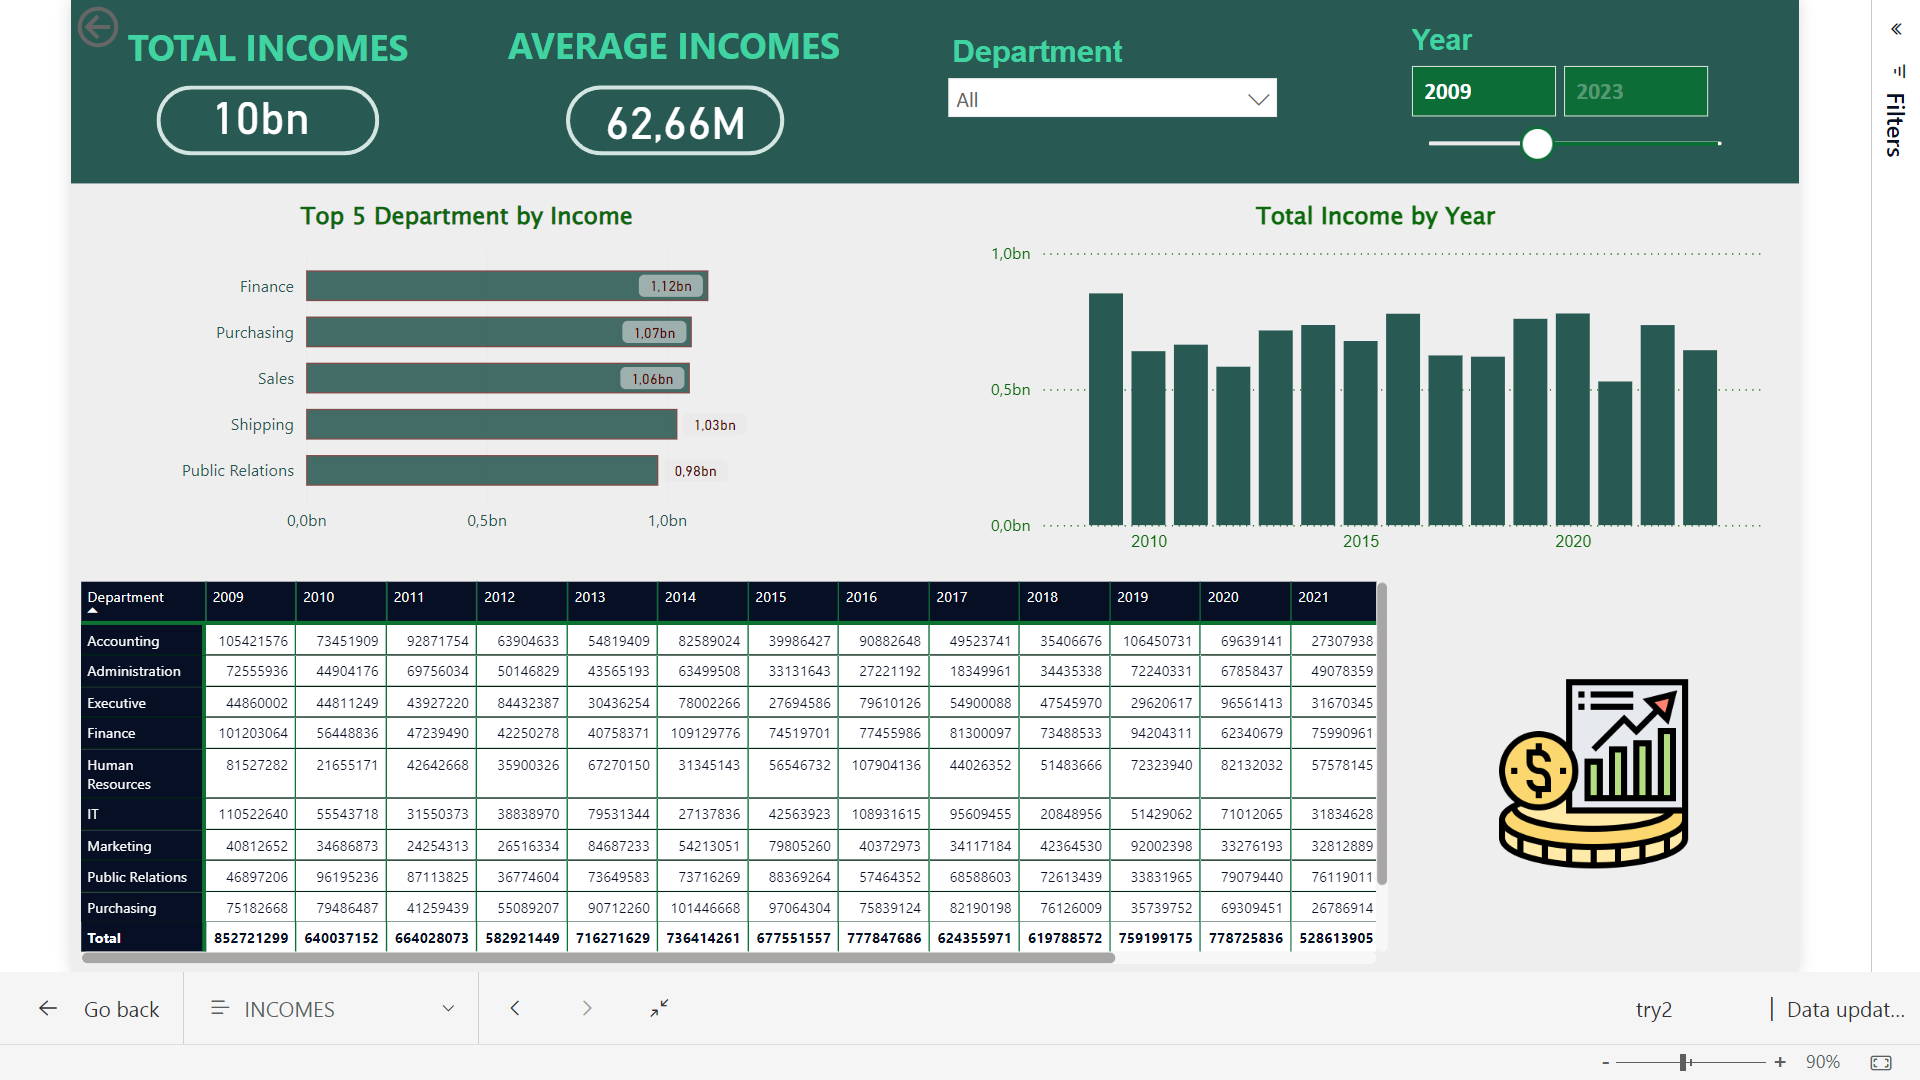 TOTAL INCOMES
10bn
AVERAGE INCOMES
62,66M
Department
All
Year
2009 2023
Filters
Top 5 Department by Income
Finance 1,12bn
Purchasing 1,07bn
Sales 1,06bn
Shipping 1,03bn
Public Relations 0,98bn
0,0bn 0,5bn 1,0bn
Total Income by Year
1,0bn
0,5bn
0,0bn
2010 2015 2020
Department 2009 2010 2011 2012 2013 2014 2015 2016 2017 2018 2019 2020 2021
Accounting 105421576 73451909 92871754 63904633 54819409 82589024 39986427 90882648 49523741 35406676 106450731 69639141 27307938
Administration 72555936 44904176 69756034 50146829 43565193 63499508 33131643 27221192 18349961 34435338 72240331 67858437 49078359
Executive 44860002 44811249 43927220 84432387 30436254 78002266 27694586 79610126 54900088 47545970 29620617 96561413 31670345
Finance 101203064 56448836 47239490 42250278 40758371 109129776 74519701 77455986 81300097 73488533 94204311 62340679 75990961
Human
Resources 81527282 21655171 42642668 35900326 67270150 31345143 56546732 107904136 44026352 51483666 72323940 82132032 57578145
IT 110522640 55543718 31550373 38838970 79531344 27137836 42563923 108931615 95609455 20848956 51429062 71012065 31834628
Marketing 40812652 34686873 24254313 26516334 84687233 54213051 79805260 40372973 34117184 42364530 92002398 33276193 32812889
Public Relations 46897206 96195236 87113825 36774604 73649583 73716269 88369264 57464352 68588603 72613439 33831965 79079440 76119011
Purchasing 75182668 79486487 41259439 55089207 90712260 101446668 97064304 75839124 82190198 76126009 35739752 69309451 26786914
Total 852721299 640037152 664028073 582921449 716271629 736414261 677551557 777847686 624355971 619788572 759199175 778725836 528613905
$
Go back
INCOMES
try2
| Data updat...
- + 90%